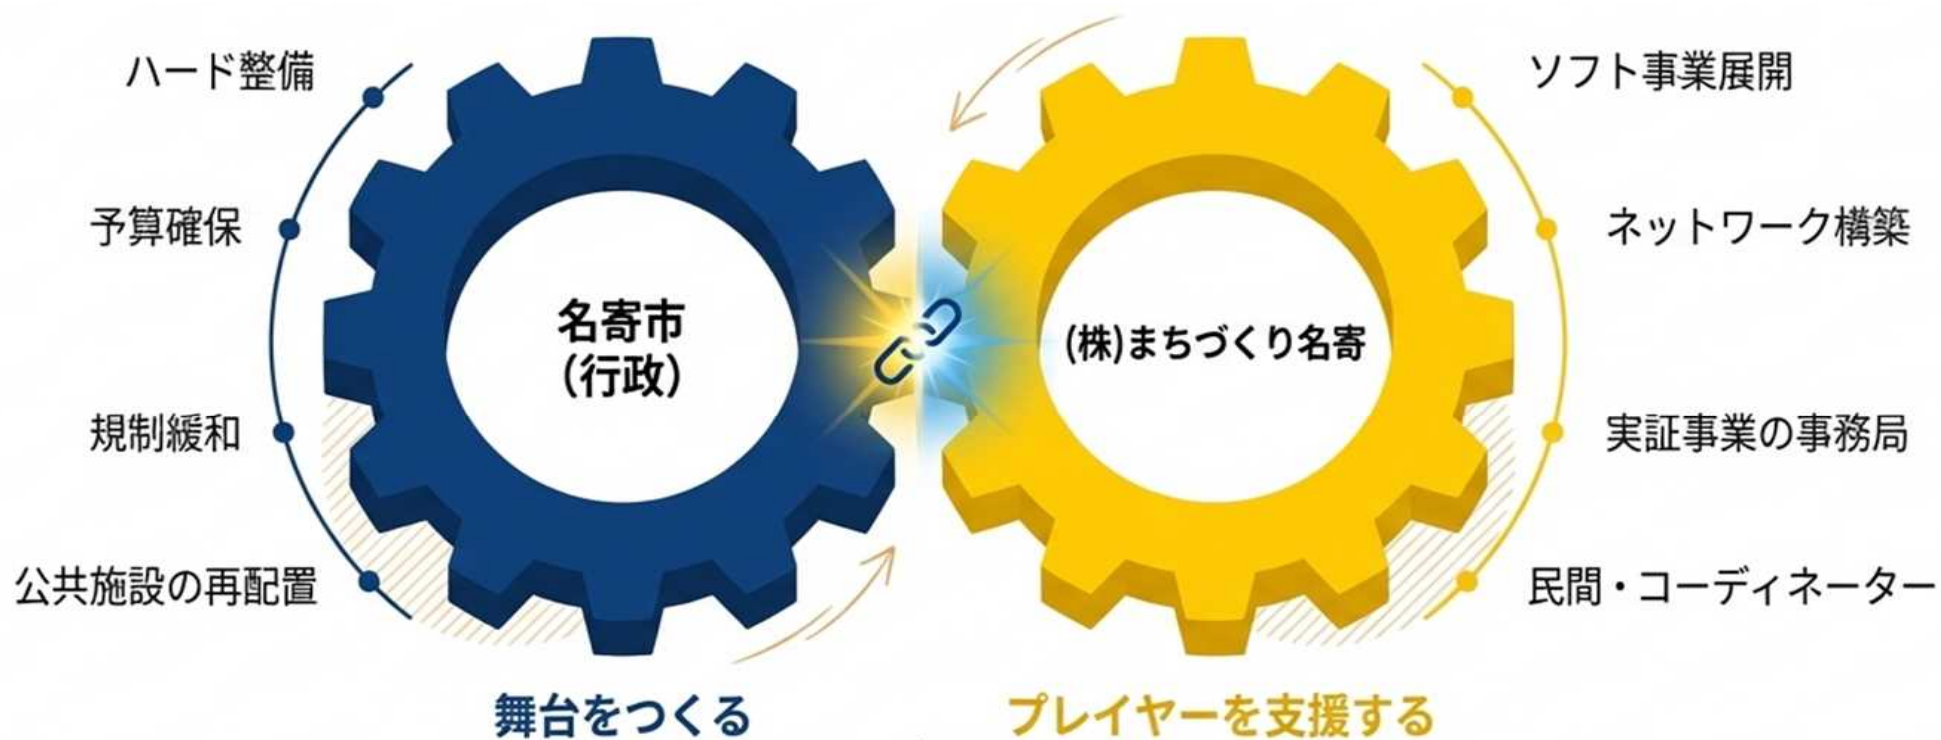 ハード整備
予算確保
規制緩和
公共施設の再配置
名寄市
（行政）
舞台をつくる
(株)まちづくり名寄
ソフト事業展開
ネットワーク構築
実証事業の事務局
民間・コーディネーター
プレイヤーを支援する